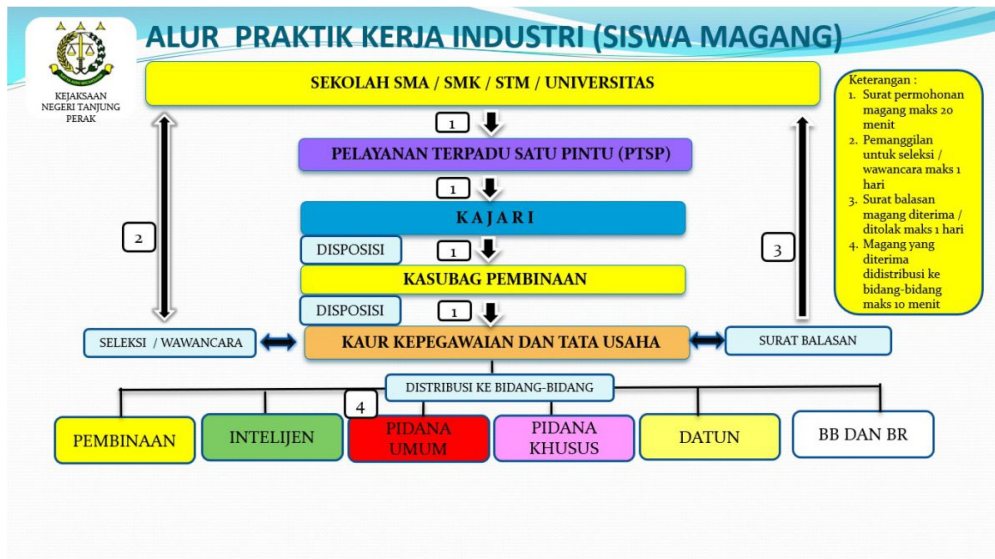 ALUR PRAKTIK KERJA INDUSTRI (SISWA MAGANG)
KEJAKSAAN
NEGERI TANJUNG
PERAK
SEKOLAH SMA / SMK / STM / UNIVERSITAS
1
PELAYANAN TERPADU SATU PINTU (PTSP)
1
K A J A R I
DISPOSISI
1
KASUBAG PEMBINAAN
DISPOSISI
1
2
3
SELEKSI / WAWANCARA
KAUR KEPEGAWAIAN DAN TATA USAHA
SURAT BALASAN
DISTRIBUSI KE BIDANG-BIDANG
4
PEMBINAAN
INTELIJEN
PIDANA
UMUM
PIDANA
KHUSUS
DATUN
BB DAN BR
Keterangan :
1. Surat permohonan
magang maks 20
menit
2. Pemanggilan
untuk seleksi /
wawancara maks 1
hari
3. Surat balasan
magang diterima /
ditolak maks 1 hari
4. Magang yang
diterima
didistribusi ke
bidang-bidang
maks 10 menit